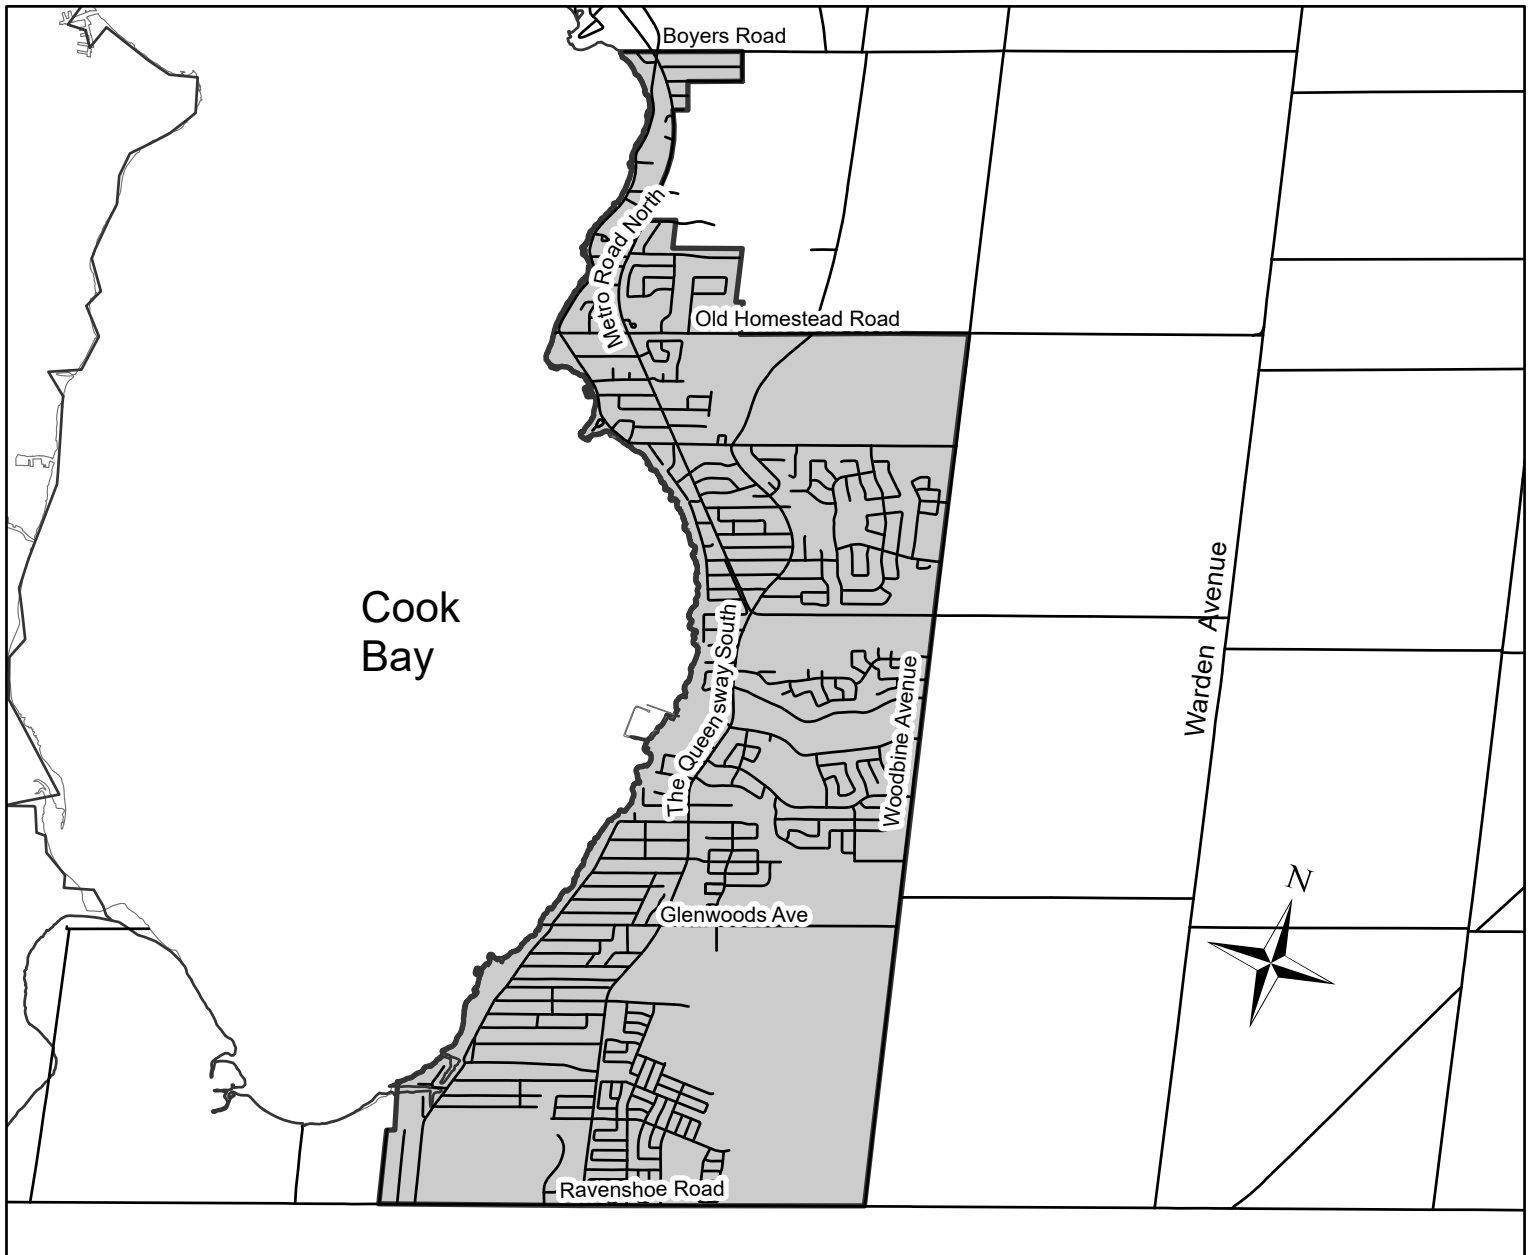 Boyers Road
Metro Road North
Old Homestead Road
Cook
Bay
Warden Avenue
The Queensway South
Woodbine Avenue
N
Glenwoods Ave
Ravenshoe Road